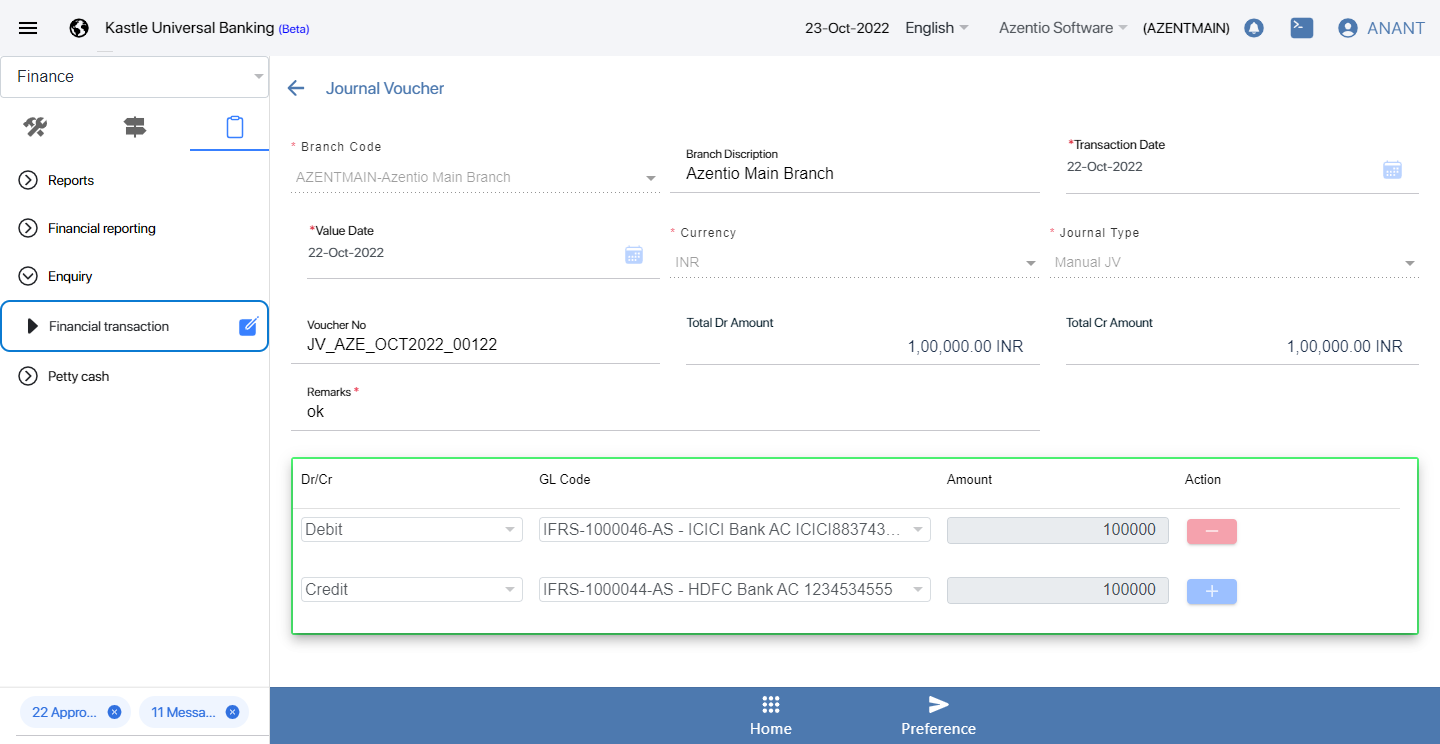 Kastle Universal Banking (Beta)
23-Oct-2022 English Azentio Software (AZENTMAIN) ANANT
Finance
Journal Voucher
Reports
Financial reporting
Enquiry
Financial transaction
Petty cash
* Branch Code
AZENTMAIN-Azentio Main Branch
Branch Discription
Azentio Main Branch
*Transaction Date
22-Oct-2022
*Value Date
22-Oct-2022
* Currency
INR
* Journal Type
Manual JV
Voucher No
JV_AZE_OCT2022_00122
Total Dr Amount
1,00,000.00 INR
Total Cr Amount
1,00,000.00 INR
Remarks *
ok
Dr/Cr GL Code Amount Action
Debit IFRS-1000046-AS - ICICI Bank AC ICICI883743... 100000
Credit IFRS-1000044-AS - HDFC Bank AC 1234534555 100000
22 Appro... 11 Messa...
Home Preference